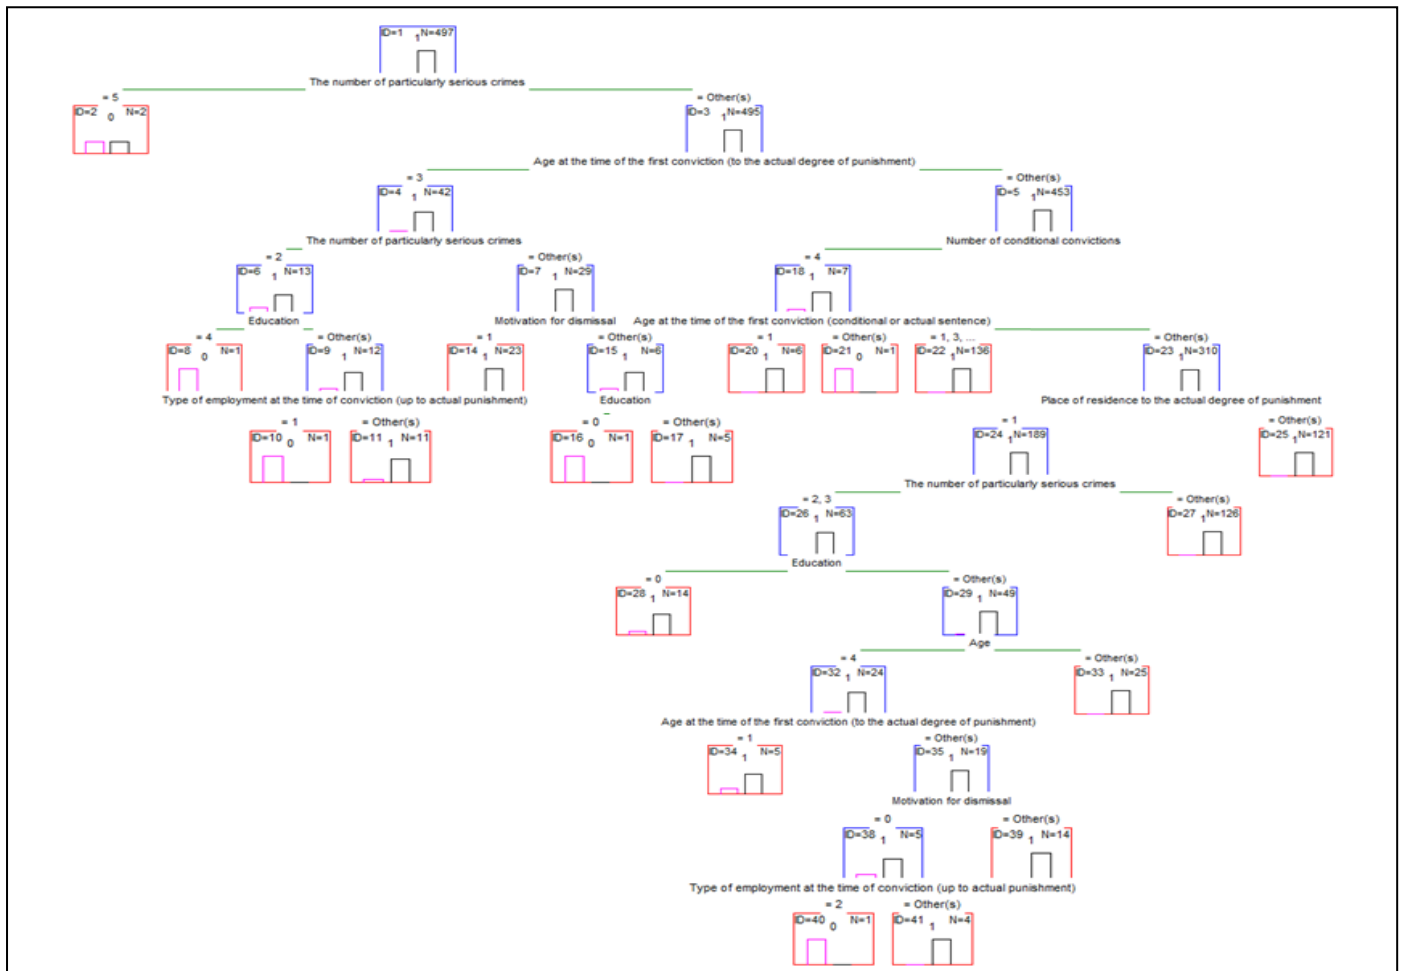 ID=1 1 N=497
The number of particularly serious crimes
= 5 = Other(s)
ID=2 0 N=2 ID=3 1 N=495
Age at the time of the first conviction (to the actual degree of punishment)
= 3 = Other(s)
ID=4 1 N=42 ID=5 1 N=453
The number of particularly serious crimes Number of conditional convictions
= 2 = Other(s) = 4
ID=6 1 N=13 ID=7 1 N=29 ID=18 1 N=7
Education Motivation for dismissal Age at the time of the first conviction (conditional or actual sentence)
= 4 = Other(s) = 1 = Other(s) = 1 = Other(s) = 1, 3, ... = Other(s)
ID=8 0 N=1 ID=9 1 N=12 ID=14 1 N=23 ID=15 1 N=6 ID=20 1 N=6 ID=21 0 N=1 ID=22 1 N=136 ID=23 1 N=310
Type of employment at the time of conviction (up to actual punishment) Education Place of residence to the actual degree of punishment
= 1 = Other(s) = 0 = Other(s) = 1 = Other(s)
ID=10 0 N=1 ID=11 1 N=11 ID=16 0 N=1 ID=17 1 N=5 ID=24 1 N=189 ID=25 1 N=121
The number of particularly serious crimes
= 2, 3 = Other(s)
ID=26 1 N=63 ID=27 1 N=126
Education
= 0 = Other(s)
ID=28 1 N=14 ID=29 1 N=49
Age
= 4 = Other(s)
ID=32 1 N=24 ID=33 1 N=25
Age at the time of the first conviction (to the actual degree of punishment)
= 1 = Other(s)
ID=34 1 N=5 ID=35 1 N=19
Motivation for dismissal
= 0 = Other(s)
ID=38 1 N=5 ID=39 1 N=14
Type of employment at the time of conviction (up to actual punishment)
= 2 = Other(s)
ID=40 0 N=1 ID=41 1 N=4